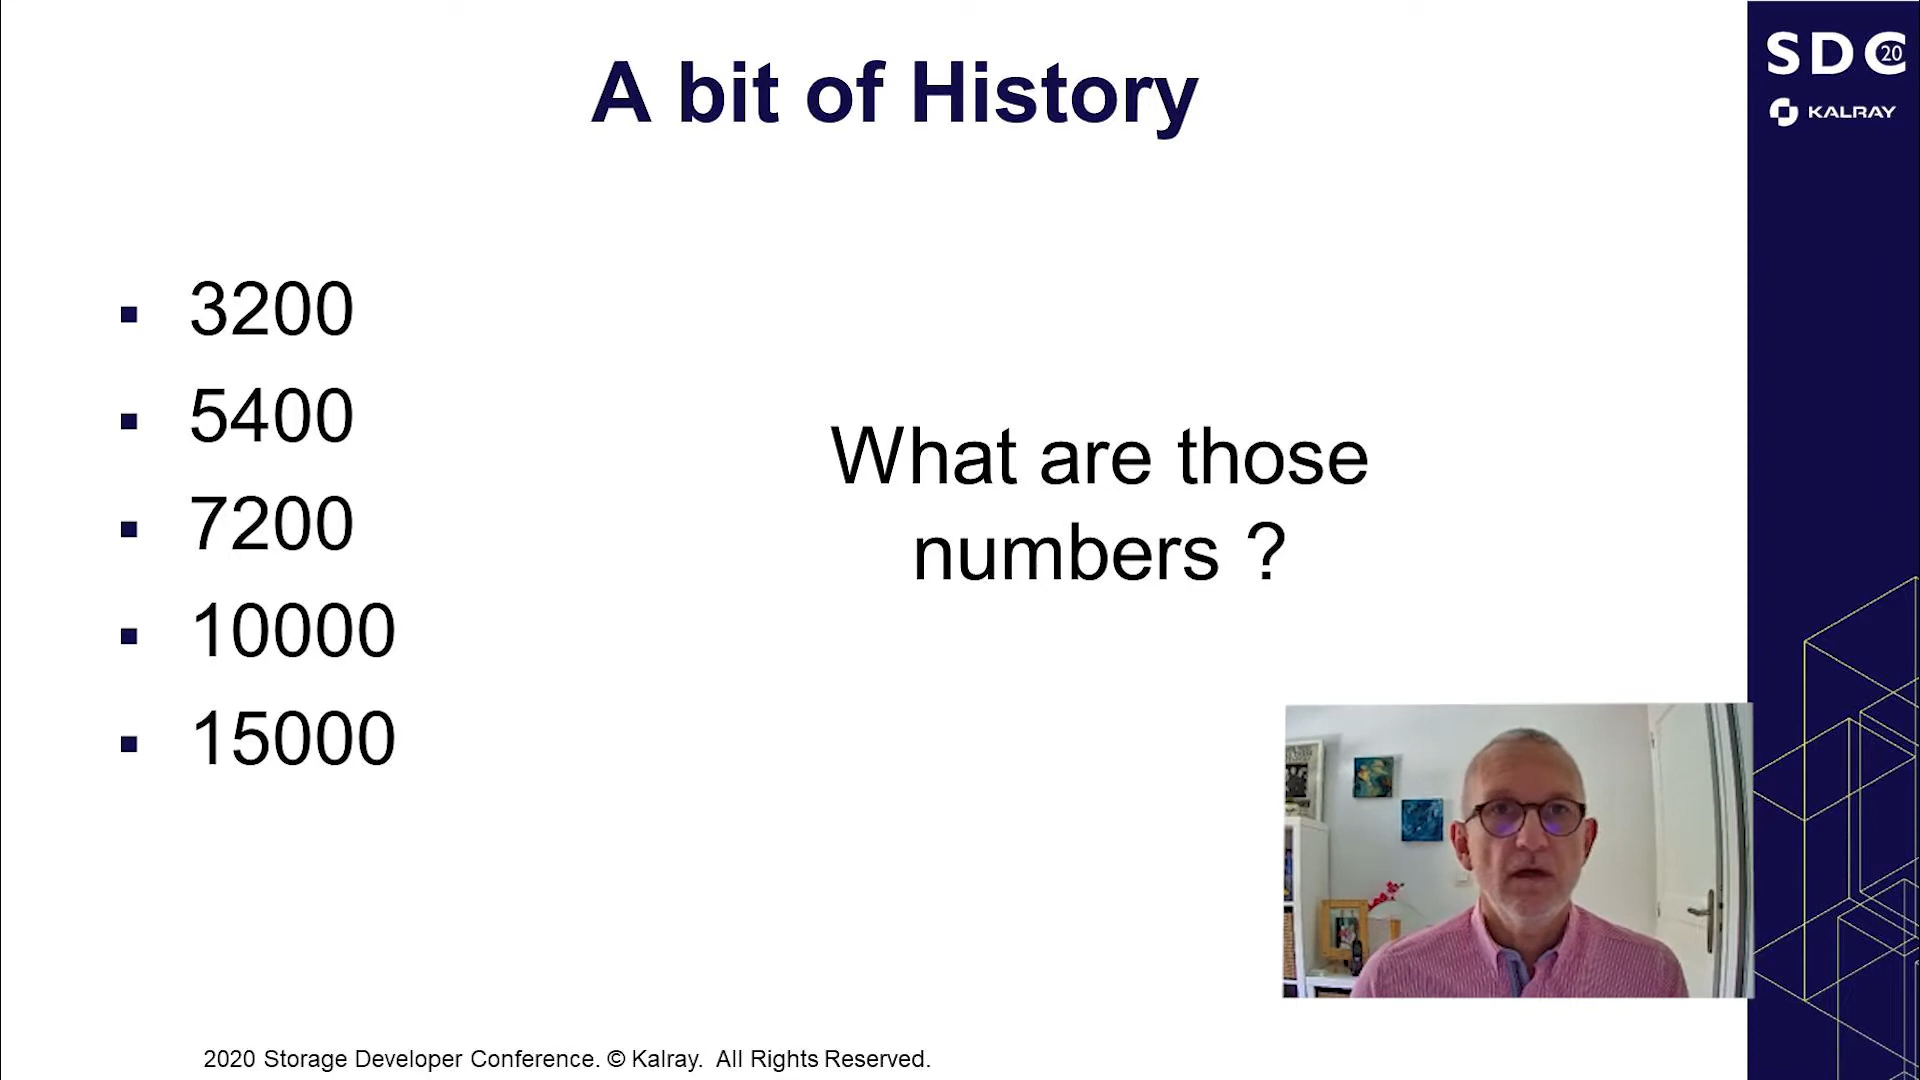 A bit of History
SDC 20
KALRAY
▪ 3200
▪ 5400
▪ 7200
▪ 10000
▪ 15000
What are those
numbers ?
2020 Storage Developer Conference. © Kalray. All Rights Reserved.